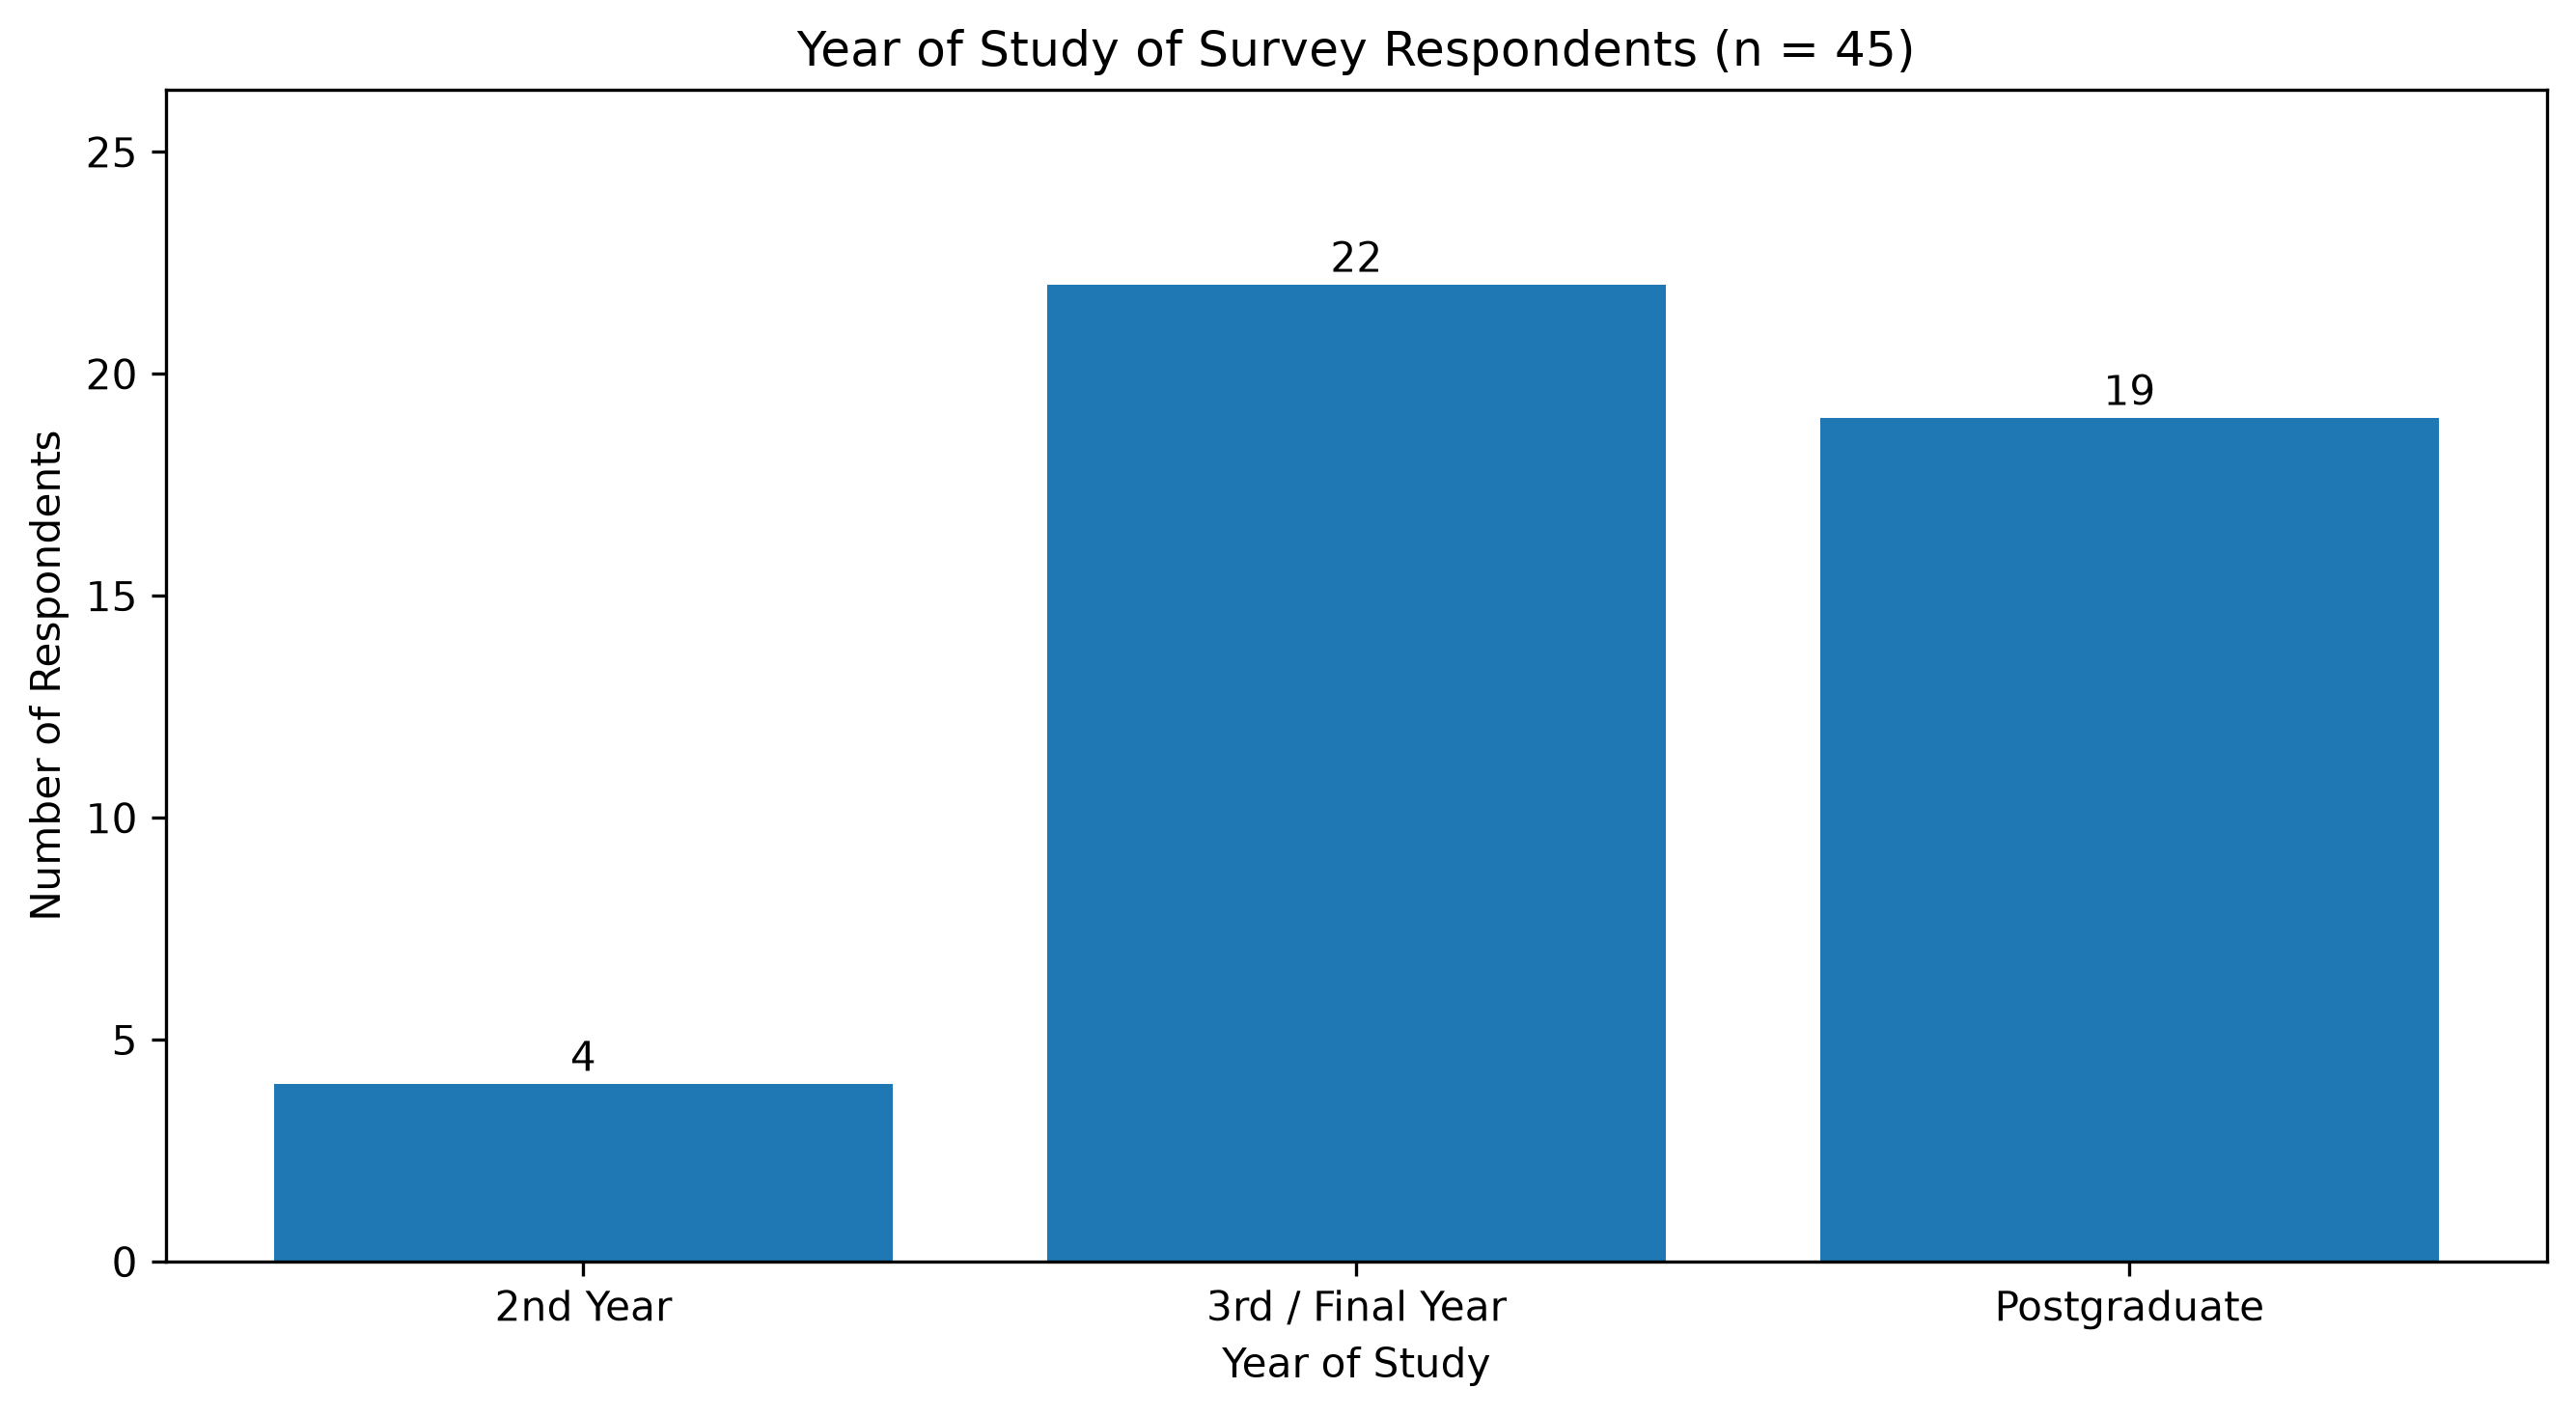 Year of Study of Survey Respondents (n = 45)
Number of Respondents
25
20
15
10
5
0
4
22
19
2nd Year
3rd / Final Year
Postgraduate
Year of Study